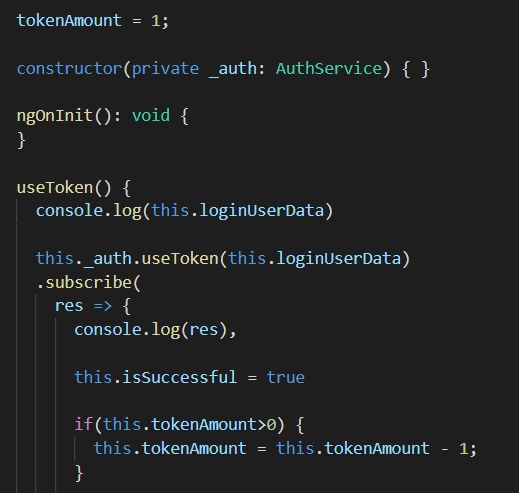 tokenAmount = 1;
constructor(private _auth: AuthService) { }
ngOnInit(): void {
}
useToken() {
console.log(this.loginUserData)
this._auth.useToken(this.loginUserData)
.subscribe(
res => {
console.log(res),
this.isSuccessful = true
if(this.tokenAmount>0) {
this.tokenAmount = this.tokenAmount - 1;
}